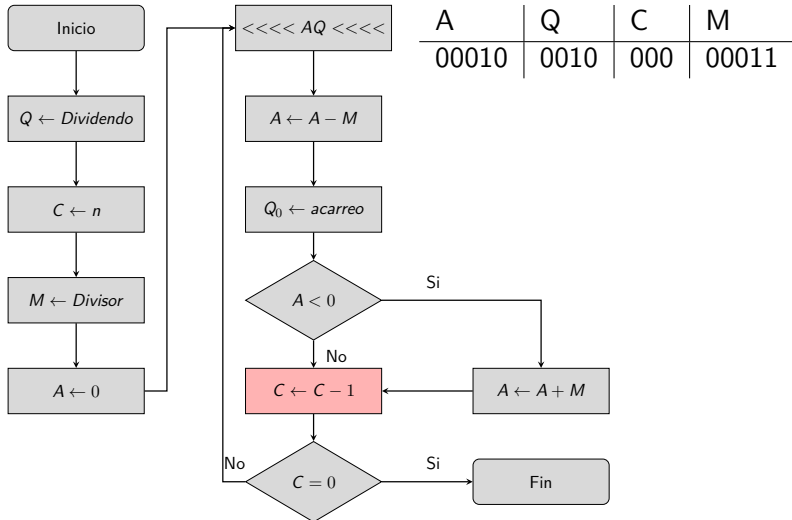 Inicio
Q ← Dividendo
C ← n
M ← Divisor
A ← 0
<<<< AQ <<<<
A ← A − M
Q₀ ← acarreo
A < 0
Si
No
C ← C − 1
A ← A + M
C = 0
No
Si
Fin
A Q C M
00010 0010 000 00011